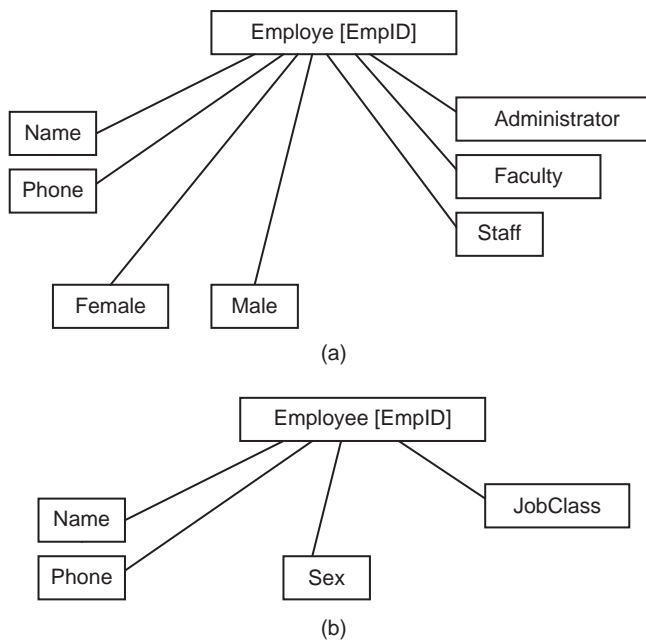 Employe [EmpID]
Name
Administrator
Phone
Faculty
Staff
Female
Male
(a)
Employee [EmpID]
Name
JobClass
Phone
Sex
(b)